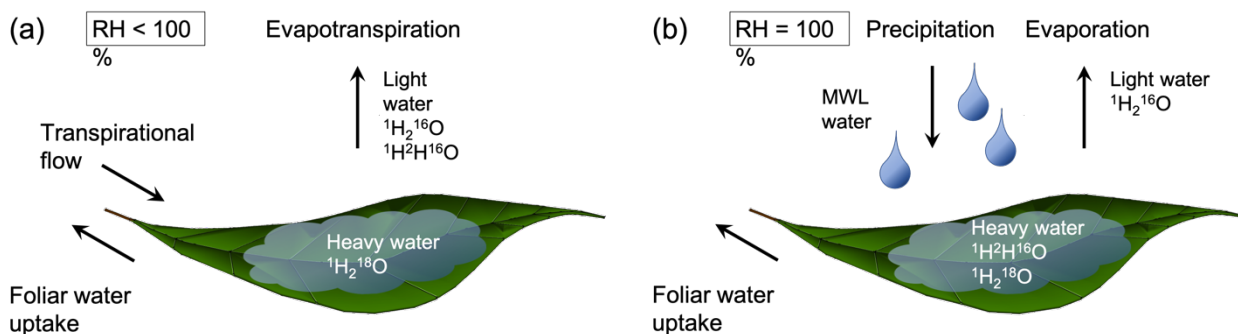 (a)
RH < 100
%
Evapotranspiration
Light
water
¹H₂¹⁶O
¹H²H¹⁶O
Transpirational
flow
Heavy water
¹H₂¹⁸O
Foliar water
uptake
(b)
RH = 100
%
Precipitation
Evaporation
MWL
water
Light water
¹H₂¹⁶O
Heavy water
¹H²H¹⁶O
¹H₂¹⁸O
Foliar water
uptake